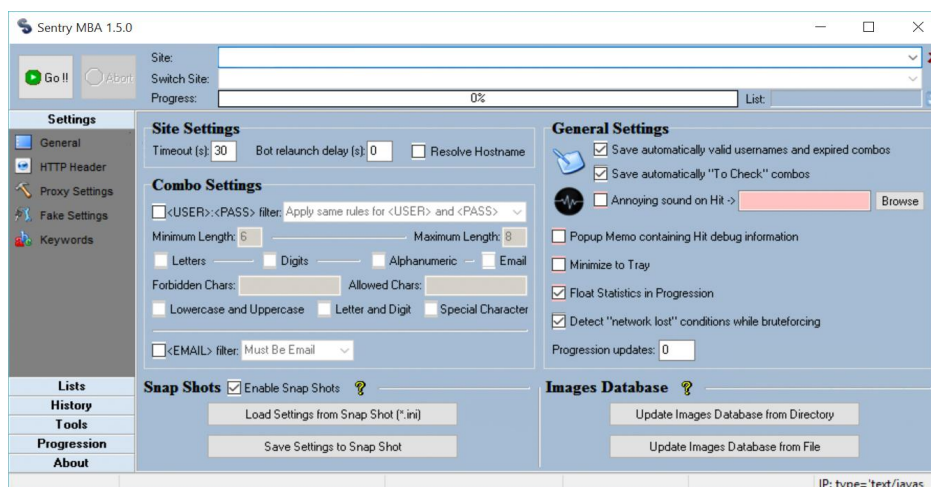 Sentry MBA 1.5.0
Go !!
Abort
Site:
Switch Site:
Progress: 0% List:
Settings
General
HTTP Header
Proxy Settings
Fake Settings
Keywords
Lists
History
Tools
Progression
About
Site Settings
Timeout (s): 30 Bot relaunch delay (s): 0 Resolve Hostname
Combo Settings
<USER>:<PASS> filter: Apply same rules for <USER> and <PASS>
Minimum Length: 6 Maximum Length: 8
Letters Digits Alphanumeric Email
Forbidden Chars: Allowed Chars:
Lowercase and Uppercase Letter and Digit Special Character
<EMAIL> filter: Must Be Email
Snap Shots Enable Snap Shots ?
Load Settings from Snap Shot (*.ini)
Save Settings to Snap Shot
General Settings
Save automatically valid usernames and expired combos
Save automatically "To Check" combos
Annoying sound on Hit -> Browse
Popup Memo containing Hit debug information
Minimize to Tray
Float Statistics in Progression
Detect "network lost" conditions while bruteforcing
Progression updates: 0
Images Database ?
Update Images Database from Directory
Update Images Database from File
IP: type='text/javas